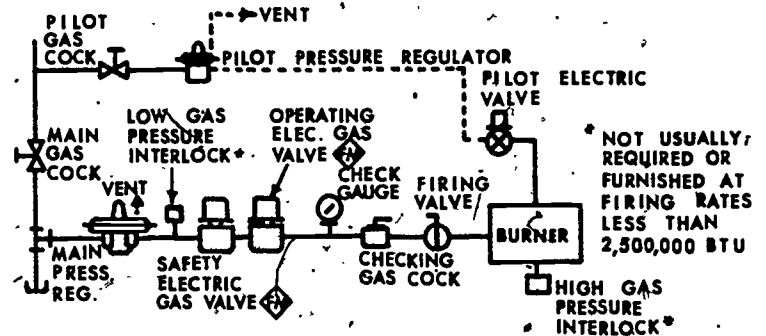 PILOT
GAS
COCK
VENT
PILOT PRESSURE REGULATOR
PILOT ELECTRIC
VALVE
MAIN
GAS
COCK
LOW GAS
PRESSURE
INTERLOCK*
OPERATING
ELEC. GAS
VALVE
CHECK
GAUGE
FIRING
VALVE
* NOT USUALLY
REQUIRED OR
FURNISHED AT
FIRING RATES
LESS THAN
2,500,000 BTU
VENT
MAIN
PRESS.
REG.
SAFETY
ELECTRIC
GAS VALVE
CHECKING
GAS COCK
BURNER
HIGH GAS
PRESSURE
INTERLOCK*